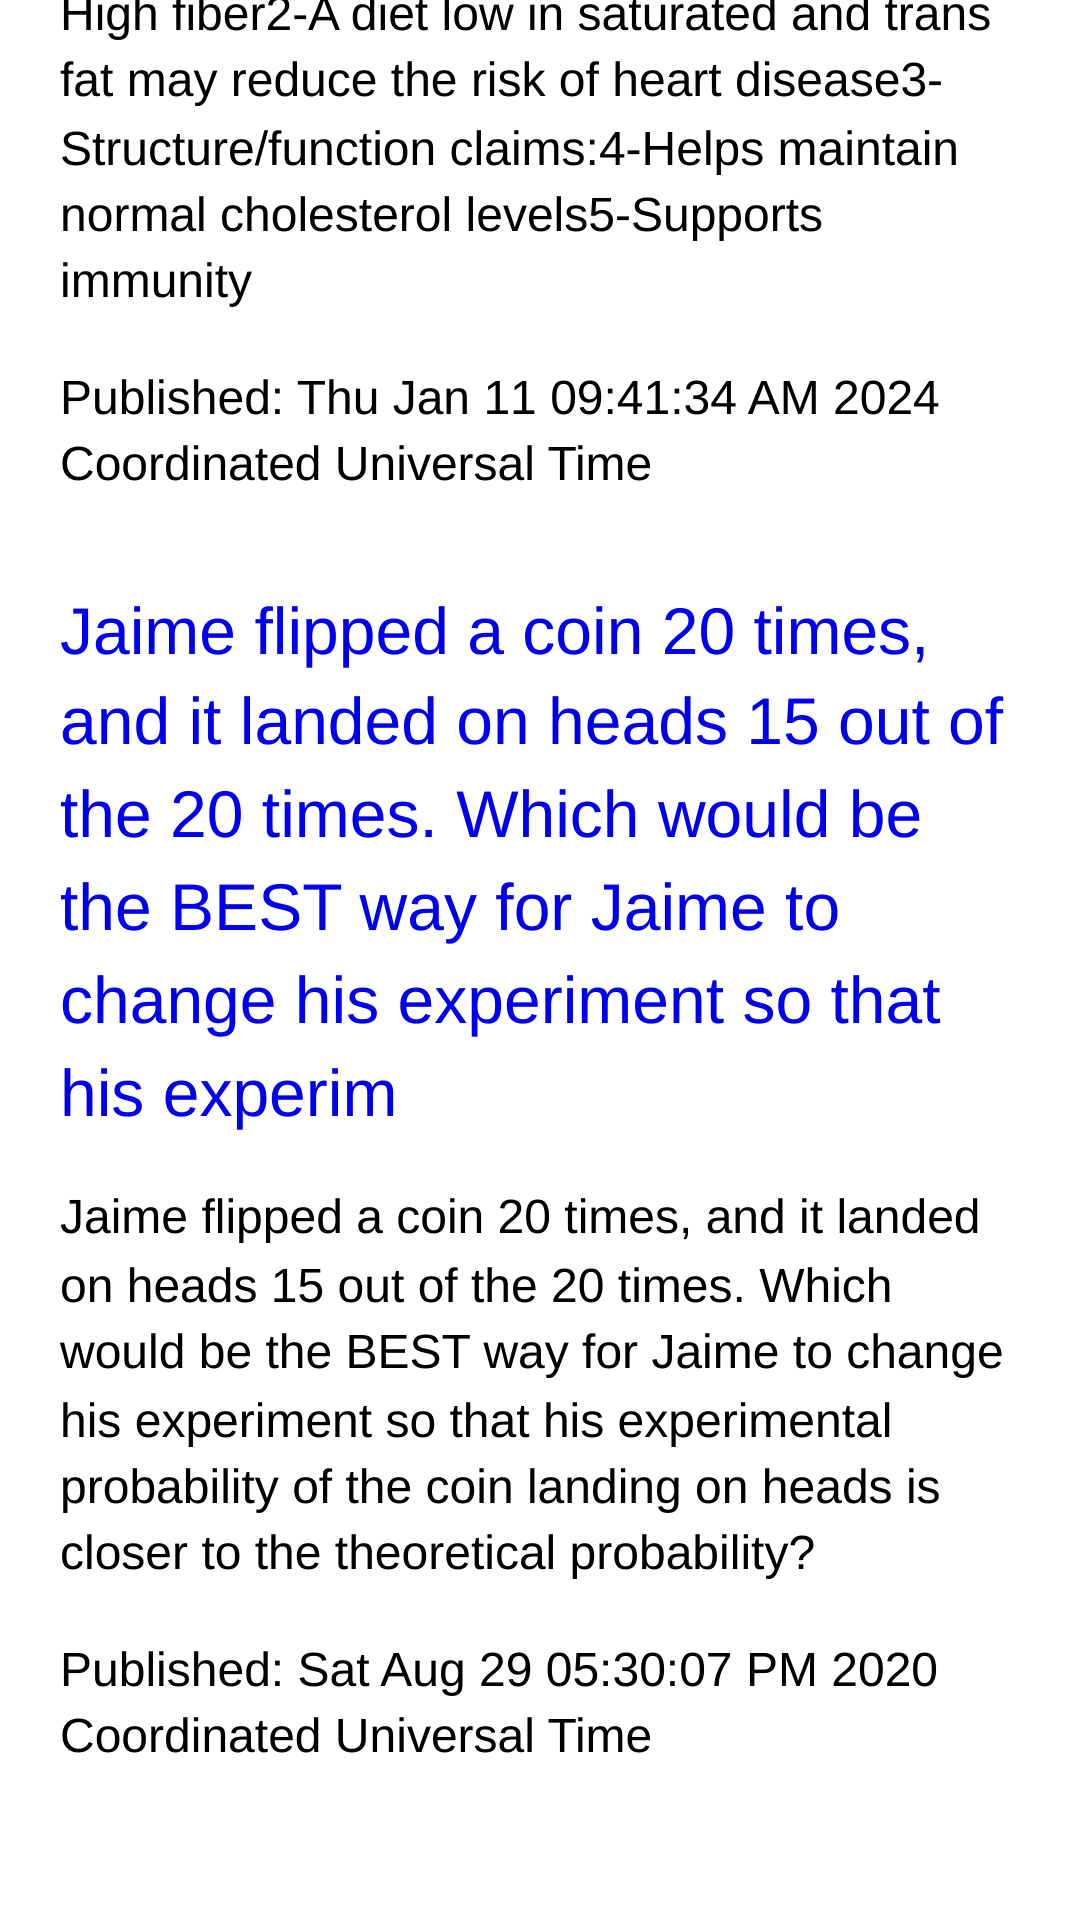 High fiber2-A diet low in saturated and trans
fat may reduce the risk of heart disease3-
Structure/function claims:4-Helps maintain
normal cholesterol levels5-Supports
immunity
Published: Thu Jan 11 09:41:34 AM 2024
Coordinated Universal Time
Jaime flipped a coin 20 times,
and it landed on heads 15 out of
the 20 times. Which would be
the BEST way for Jaime to
change his experiment so that
his experim
Jaime flipped a coin 20 times, and it landed
on heads 15 out of the 20 times. Which
would be the BEST way for Jaime to change
his experiment so that his experimental
probability of the coin landing on heads is
closer to the theoretical probability?
Published: Sat Aug 29 05:30:07 PM 2020
Coordinated Universal Time